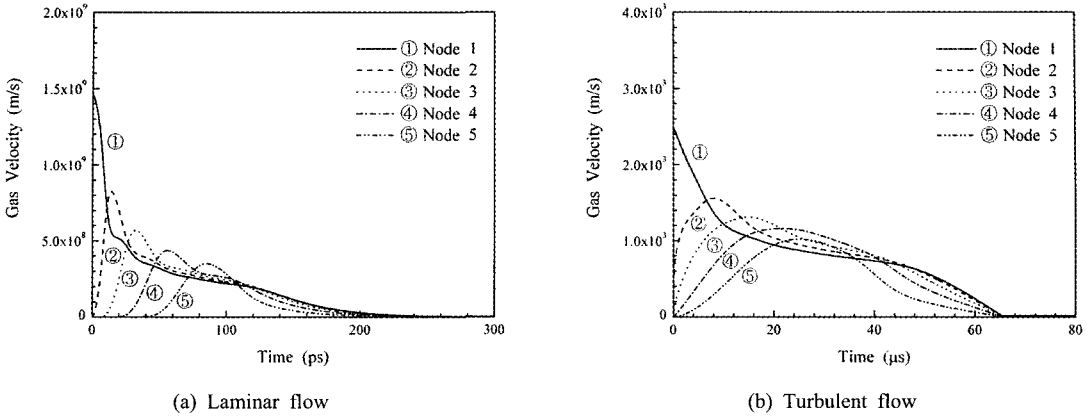 2.0x10⁹
1.5x10⁹
1.0x10⁹
5.0x10⁸
0
Gas Velocity (m/s)
① Node 1
② Node 2
③ Node 3
④ Node 4
⑤ Node 5
①
②
③
④
⑤
0
100
200
300
Time (ps)
(a) Laminar flow
4.0x10³
3.0x10³
2.0x10³
1.0x10³
0
Gas Velocity (m/s)
① Node 1
② Node 2
③ Node 3
④ Node 4
⑤ Node 5
①
②
③
④
⑤
0
20
40
60
80
Time (μs)
(b) Turbulent flow